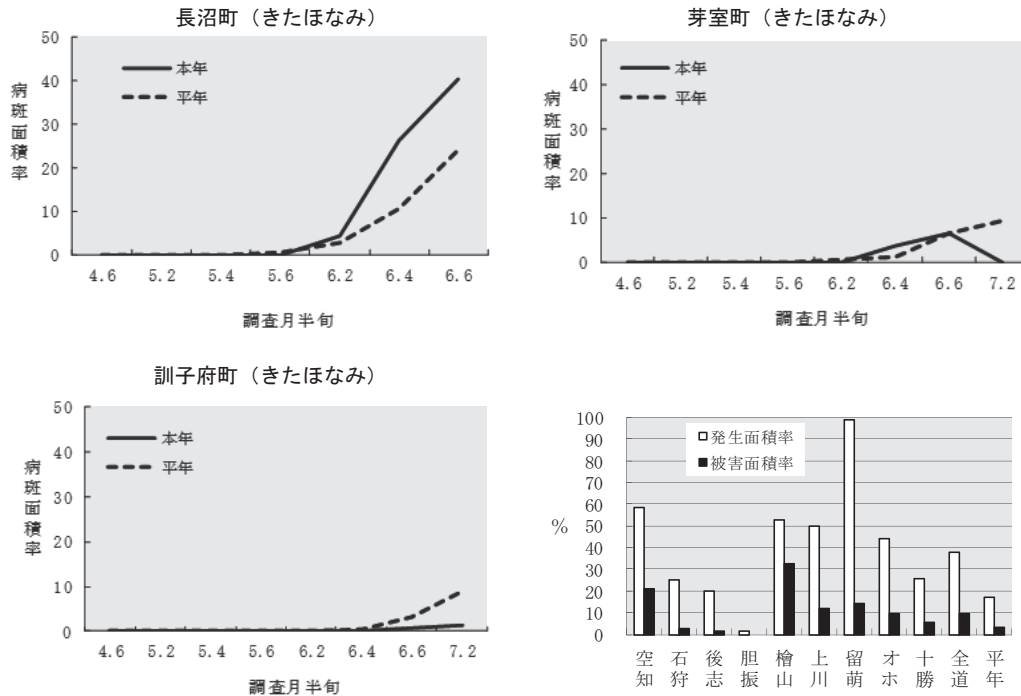 長沼町（きたほなみ）
50
40
30
20
10
0
病斑面積率
本年
平年
4.6 5.2 5.4 5.6 6.2 6.4 6.6
調査月半旬
芽室町（きたほなみ）
50
40
30
20
10
0
病斑面積率
本年
平年
4.6 5.2 5.4 5.6 6.2 6.4 6.6 7.2
調査月半旬
訓子府町（きたほなみ）
50
40
30
20
10
0
病斑面積率
本年
平年
4.6 5.2 5.4 5.6 6.2 6.4 6.6 7.2
調査月半旬
100
90
80
70
60
50
40
30
20
10
0
%
発生面積率
被害面積率
空知 石狩 後志 胆振 檜山 上川 留萌 オホ 十勝 全道 平年